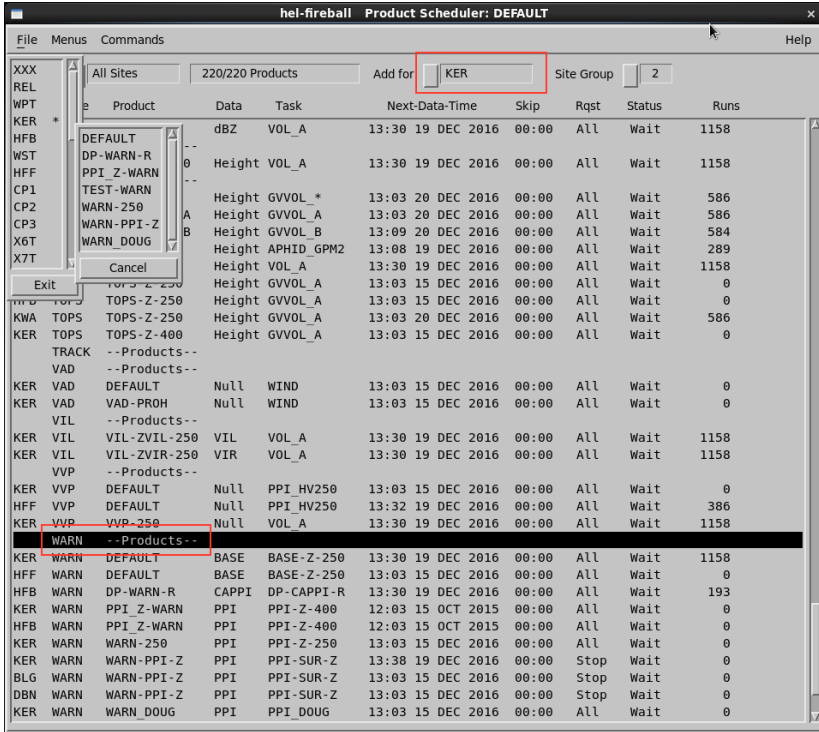 hel-fireball   Product Scheduler: DEFAULT
File Menus Commands Help
All Sites 220/220 Products Add for KER Site Group 2
Product Data Task Next-Data-Time Skip Rqst Status Runs
XXX
REL
WPT
KER *
HFB
WST
HFF
CP1
CP2
CP3
X6T
X7T
Exit
DEFAULT
DP-WARN-R
PPI_Z-WARN
TEST-WARN
WARN-250
WARN-PPI-Z
WARN_DOUG
Cancel
dBZ VOL_A 13:30 19 DEC 2016 00:00 All Wait 1158
--
0 Height VOL_A 13:30 19 DEC 2016 00:00 All Wait 1158
--
Height GVVOL_* 13:03 20 DEC 2016 00:00 All Wait 586
A Height GVVOL_A 13:03 20 DEC 2016 00:00 All Wait 586
B Height GVVOL_B 13:09 20 DEC 2016 00:00 All Wait 584
Height APHID_GPM2 13:08 19 DEC 2016 00:00 All Wait 289
Height VOL_A 13:30 19 DEC 2016 00:00 All Wait 1158
TOPS-Z-250 Height GVVOL_A 13:03 15 DEC 2016 00:00 All Wait 0
HFB TOPS TOPS-Z-250 Height GVVOL_A 13:03 15 DEC 2016 00:00 All Wait 0
KWA TOPS TOPS-Z-250 Height GVVOL_A 13:03 20 DEC 2016 00:00 All Wait 586
KER TOPS TOPS-Z-400 Height GVVOL_A 13:03 15 DEC 2016 00:00 All Wait 0
TRACK --Products--
VAD --Products--
KER VAD DEFAULT Null WIND 13:03 15 DEC 2016 00:00 All Wait 0
KER VAD VAD-PROH Null WIND 13:03 15 DEC 2016 00:00 All Wait 0
VIL --Products--
KER VIL VIL-ZVIL-250 VIL VOL_A 13:30 19 DEC 2016 00:00 All Wait 1158
KER VIL VIL-ZVIR-250 VIR VOL_A 13:30 19 DEC 2016 00:00 All Wait 1158
VVP --Products--
KER VVP DEFAULT Null PPI_HV250 13:03 15 DEC 2016 00:00 All Wait 0
HFF VVP DEFAULT Null PPI_HV250 13:32 19 DEC 2016 00:00 All Wait 386
KER VVP VVP-250 Null VOL_A 13:30 19 DEC 2016 00:00 All Wait 1158
WARN --Products--
KER WARN DEFAULT BASE BASE-Z-250 13:30 19 DEC 2016 00:00 All Wait 1158
HFF WARN DEFAULT BASE BASE-Z-250 13:03 15 DEC 2016 00:00 All Wait 0
HFB WARN DP-WARN-R CAPPI DP-CAPPI-R 13:30 19 DEC 2016 00:00 All Wait 193
KER WARN PPI_Z-WARN PPI PPI-Z-400 12:03 15 OCT 2015 00:00 All Wait 0
HFB WARN PPI_Z-WARN PPI PPI-Z-400 12:03 15 OCT 2015 00:00 All Wait 0
KER WARN WARN-250 PPI PPI-Z-250 13:03 15 DEC 2016 00:00 All Wait 0
KER WARN WARN-PPI-Z PPI PPI-SUR-Z 13:38 19 DEC 2016 00:00 Stop Wait 0
BLG WARN WARN-PPI-Z PPI PPI-SUR-Z 13:03 15 DEC 2016 00:00 Stop Wait 0
DBN WARN WARN-PPI-Z PPI PPI-SUR-Z 13:03 15 DEC 2016 00:00 Stop Wait 0
KER WARN WARN_DOUG PPI PPI_DOUG 13:03 15 DEC 2016 00:00 All Wait 0